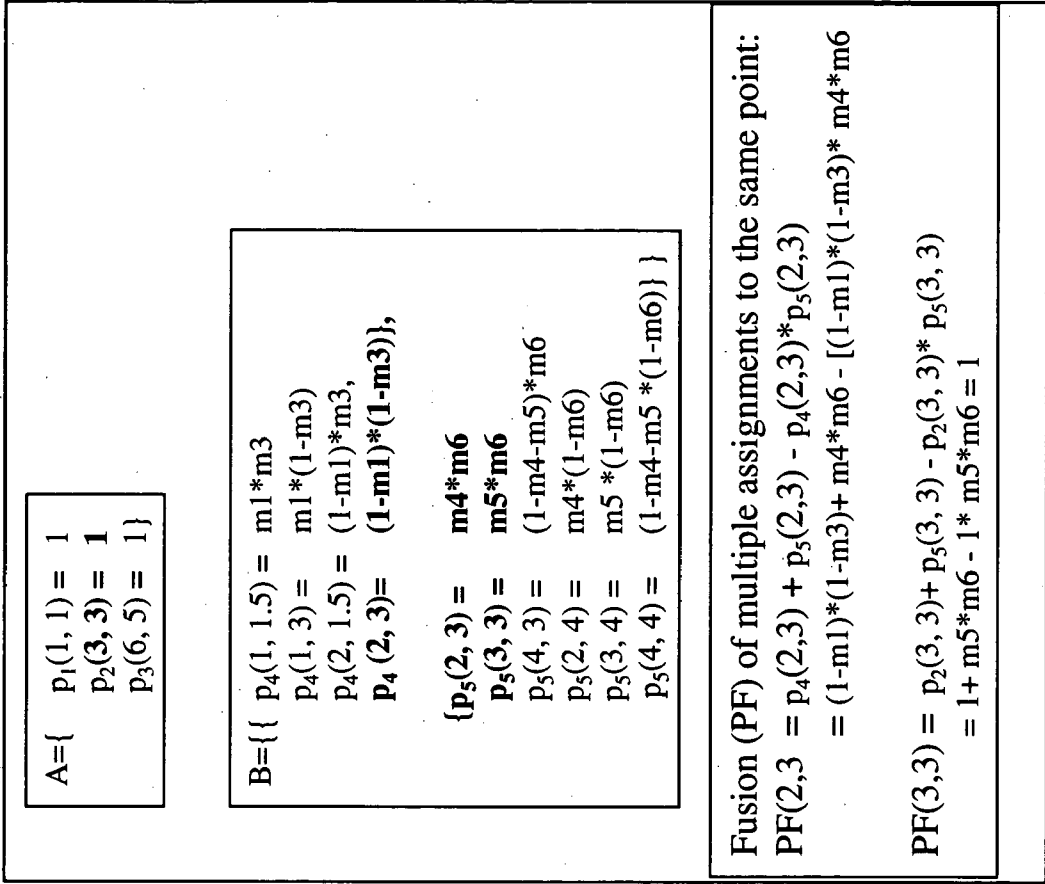 A={ p₁(1, 1) = 1
p₂(3, 3) = 1
p₃(6, 5) = 1}
B={{ p₄(1, 1.5) = m1*m3
p₄(1, 3) = m1*(1-m3)
p₄(2, 1.5) = (1-m1)*m3,
p₄ (2, 3)= (1-m1)*(1-m3)},
{p₅(2, 3) = m4*m6
p₅(3, 3) = m5*m6
p₅(4, 3) = (1-m4-m5)*m6
p₅(2, 4) = m4*(1-m6)
p₅(3, 4) = m5 *(1-m6)
p₅(4, 4) = (1-m4-m5 *(1-m6)} }
Fusion (PF) of multiple assignments to the same point:
PF(2,3 = p₄(2,3) + p₅(2,3) - p₄(2,3)*p₅(2,3)
= (1-m1)*(1-m3)+ m4*m6 - [(1-m1)*(1-m3)* m4*m6
PF(3,3) = p₂(3, 3)+ p₅(3, 3) - p₂(3, 3)* p₅(3, 3)
= 1+ m5*m6 - 1* m5*m6 = 1